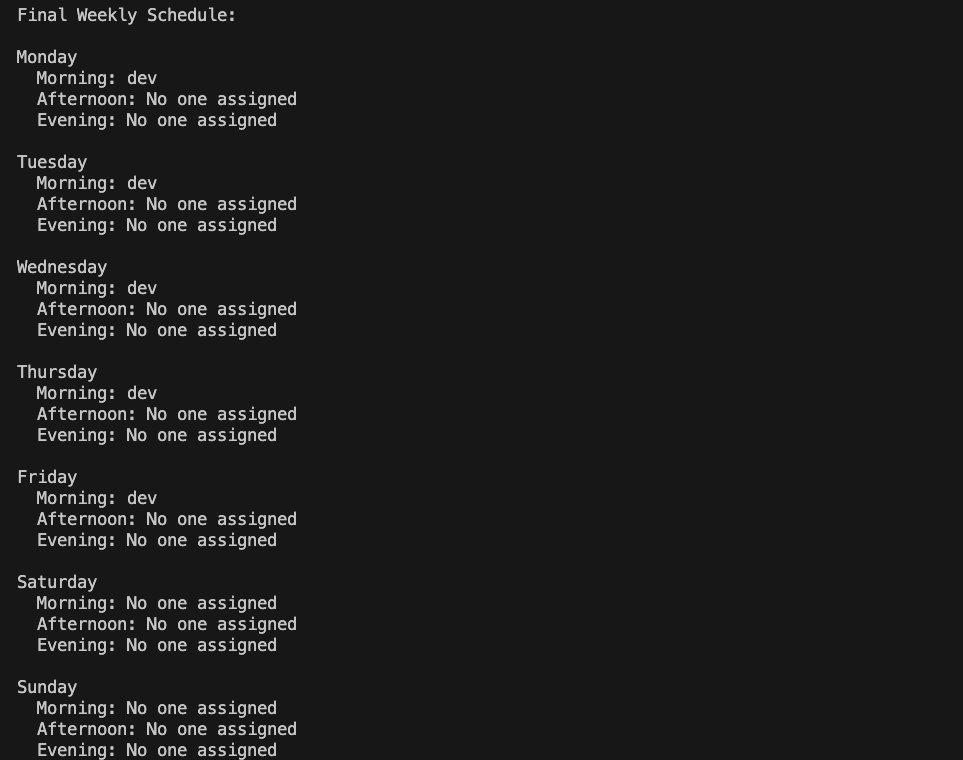 Final Weekly Schedule:

Monday
  Morning: dev
  Afternoon: No one assigned
  Evening: No one assigned

Tuesday
  Morning: dev
  Afternoon: No one assigned
  Evening: No one assigned

Wednesday
  Morning: dev
  Afternoon: No one assigned
  Evening: No one assigned

Thursday
  Morning: dev
  Afternoon: No one assigned
  Evening: No one assigned

Friday
  Morning: dev
  Afternoon: No one assigned
  Evening: No one assigned

Saturday
  Morning: No one assigned
  Afternoon: No one assigned
  Evening: No one assigned

Sunday
  Morning: No one assigned
  Afternoon: No one assigned
  Evening: No one assigned